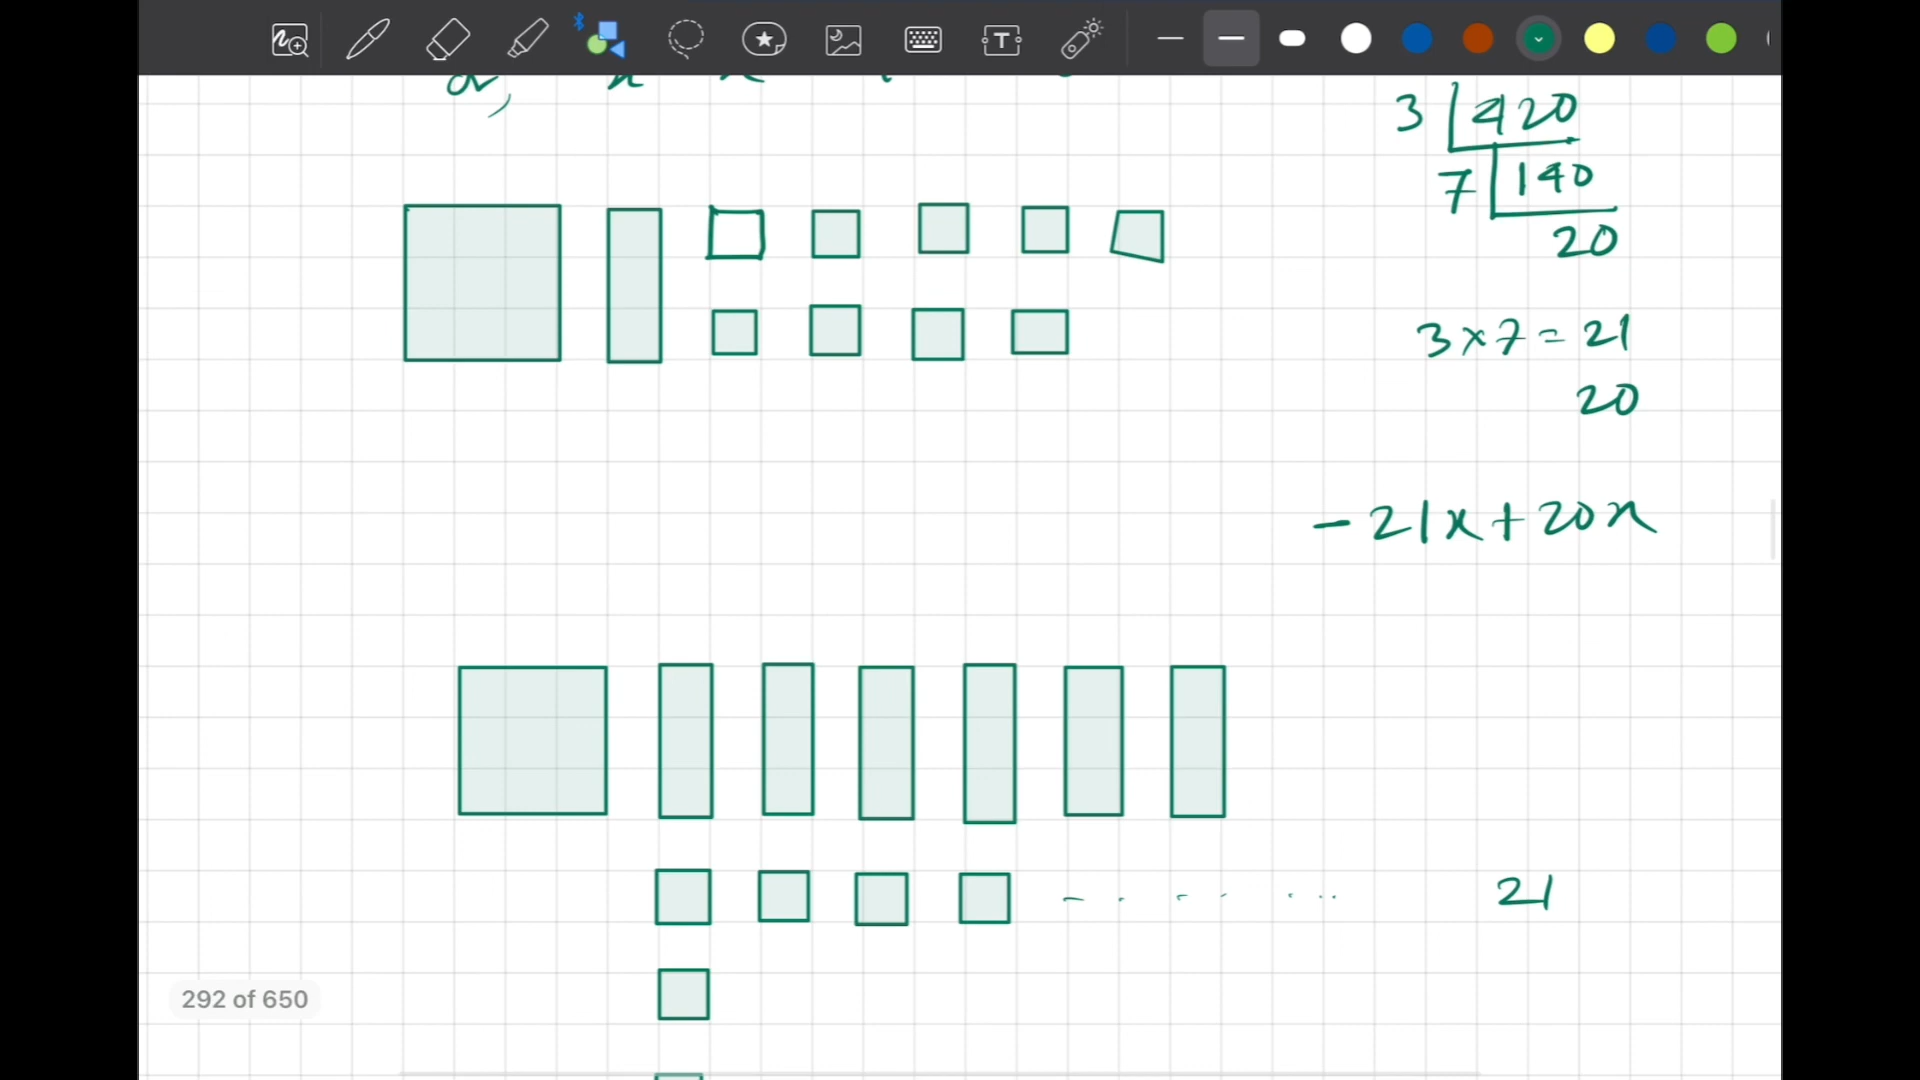 3 420
7 140
20
3 × 7 = 21
20
- 21x + 20x
21
292 of 650